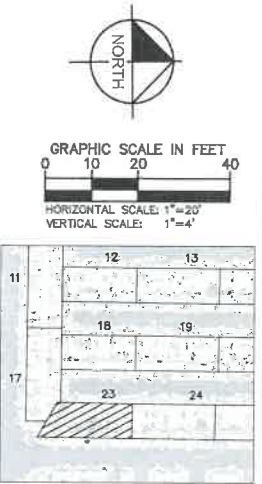 NORTH
GRAPHIC SCALE IN FEET
0 10 20 40
HORIZONTAL SCALE: 1"=20'
VERTICAL SCALE: 1"=4'
12 13
11
18 19
17
23 24